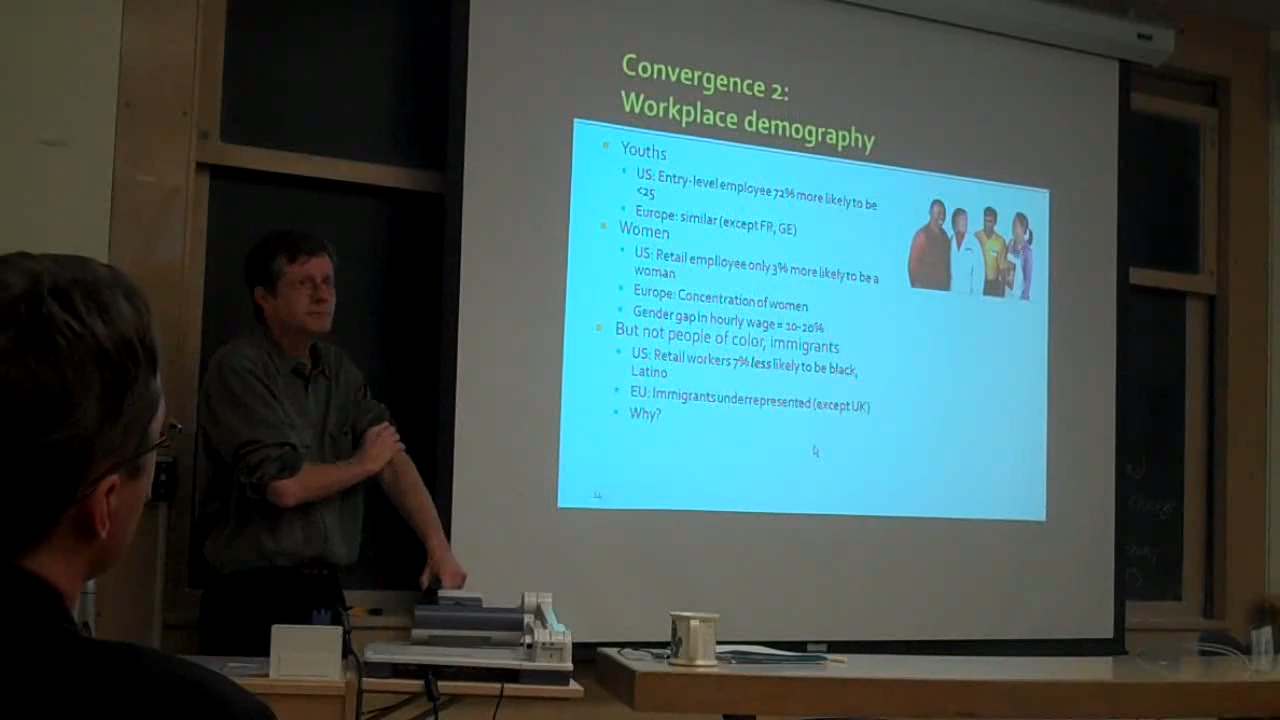 Convergence 2:
Workplace demography
Youths
US: Entry-level employee 72% more likely to be
<25
Europe: similar (except FR, GE)
Women
US: Retail employee only 3% more likely to be a
woman
Europe: Concentration of women
Gender gap in hourly wage = 10-20%
But not people of color, immigrants
US: Retail workers 7% less likely to be black,
Latino
EU: Immigrants underrepresented (except UK)
Why?